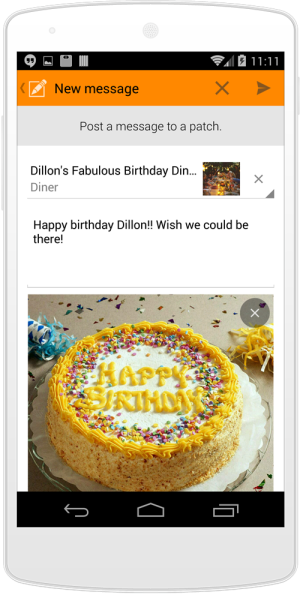 11:11
New message
Post a message to a patch.
Dillon's Fabulous Birthday Din...
Diner
Happy birthday Dillon!! Wish we could be
there!
HAPPY
BIRTHDAY